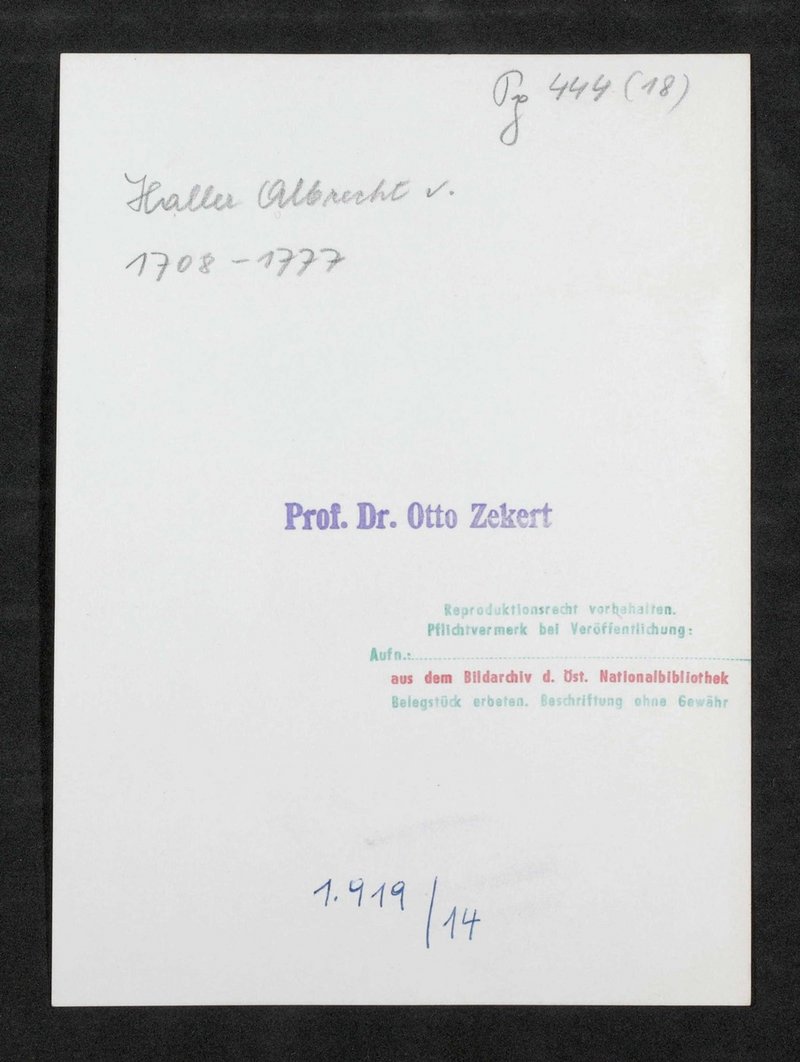 Pg 444 (18)
Haller Albrecht v.
1708 – 1777
Prof. Dr. Otto Zekert
Reproduktionsrecht vorbehalten.
Pflichtvermerk bei Veröffentlichung:
Aufn.:
aus dem Bildarchiv d. Öst. Nationalbibliothek
Belegstück erbeten. Beschriftung ohne Gewähr
1.919/14